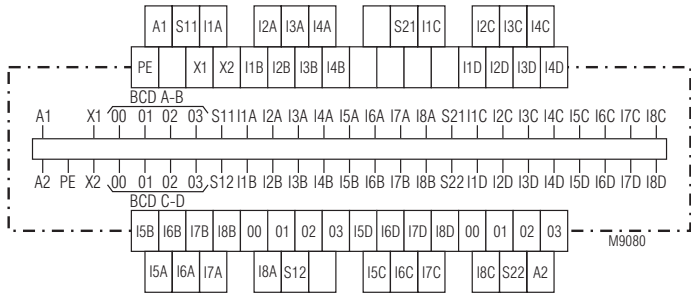 A1 S11 I1A I2A I3A I4A S21 I1C I2C I3C I4C
PE X1 X2 I1B I2B I3B I4B I1D I2D I3D I4D
BCD A-B
A1 X1 00 01 02 03 S11 I1A I2A I3A I4A I5A I6A I7A I8A S21 I1C I2C I3C I4C I5C I6C I7C I8C
A2 PE X2 00 01 02 03 S12 I1B I2B I3B I4B I5B I6B I7B I8B S22 I1D I2D I3D I4D I5D I6D I7D I8D
BCD C-D
I5B I6B I7B I8B 00 01 02 03 I5D I6D I7D I8D 00 01 02 03
M9080
I5A I6A I7A I8A S12 I5C I6C I7C I8C S22 A2